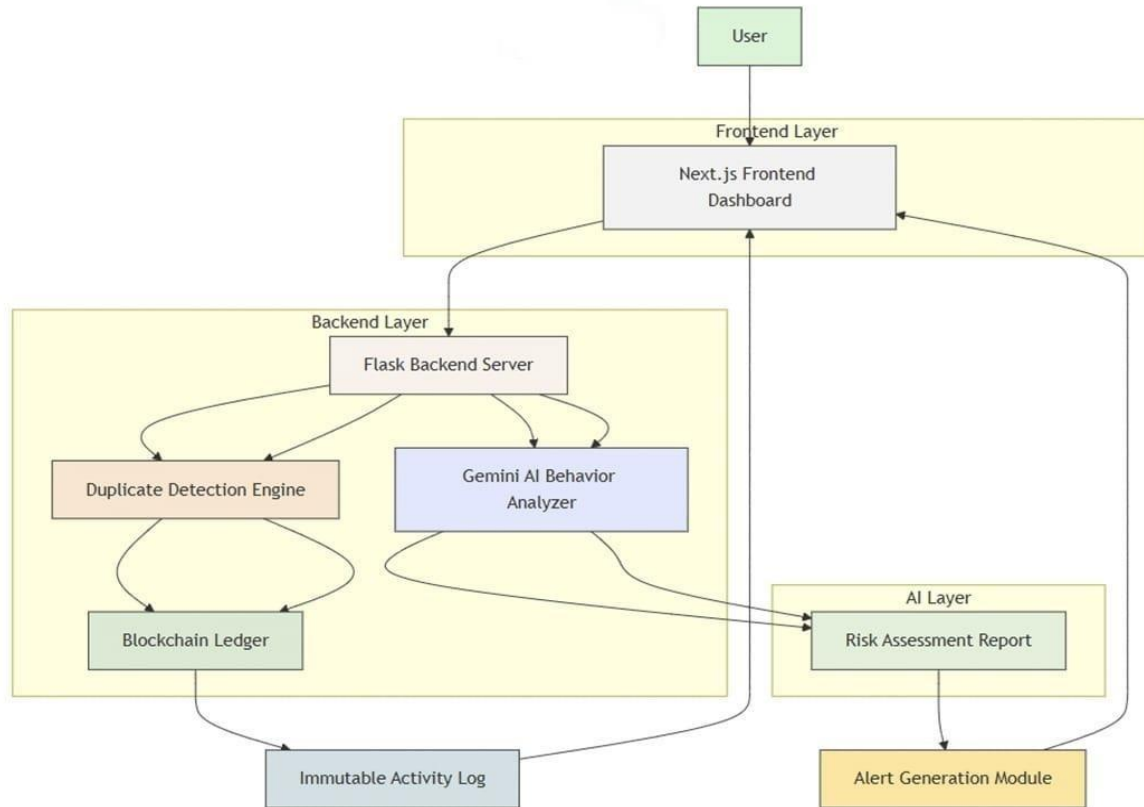 User
Frontend Layer
Next.js Frontend
Dashboard
Backend Layer
Flask Backend Server
Duplicate Detection Engine
Gemini AI Behavior
Analyzer
AI Layer
Blockchain Ledger
Risk Assessment Report
Immutable Activity Log
Alert Generation Module